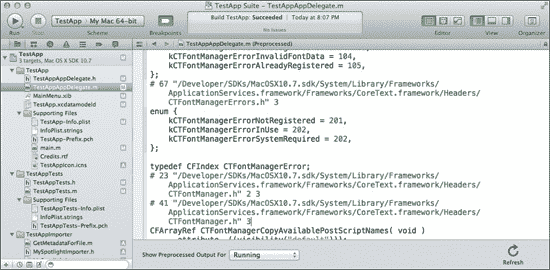 TestApp Suite – TestAppAppDelegate.m
TestApp
My Mac 64-bit
Build TestApp: Succeeded
Today at 8:07 PM
Run
Stop
Scheme
Breakpoints
Editor
View
Organizer
TestApp
3 targets, Mac OS X SDK 10.7
TestApp
TestAppAppDelegate.h
TestAppAppDelegate.m
MainMenu.xib
TestApp.xcdatamodeld
Supporting Files
TestApp-Info.plist
InfoPlist.strings
TestApp-Prefix.pch
main.m
Credits.rtf
TestAppIcon.icns
TestAppTests
TestAppTests.h
TestAppTests.m
Supporting Files
TestAppTests-Info.plist
InfoPlist.strings
TestAppTests-Prefix.pch
TestAppImporter
GetMetadataForFile.m
MySpotlightImporter.h
TestAppAppDelegate.m (Preprocessed)
kCTFontManagerErrorInvalidFontData = 104,
kCTFontManagerErrorAlreadyRegistered = 105,
};
# 67 "/Developer/SDKs/MacOSX10.7.sdk/System/Library/Frameworks/
ApplicationServices.framework/Frameworks/CoreText.framework/Headers/
CTFontManagerErrors.h" 3
enum {
kCTFontManagerErrorNotRegistered = 201,
kCTFontManagerErrorInUse = 202,
kCTFontManagerErrorSystemRequired = 202,
};
typedef CFIndex CTFontManagerError;
# 23 "/Developer/SDKs/MacOSX10.7.sdk/System/Library/Frameworks/
ApplicationServices.framework/Frameworks/CoreText.framework/Headers/
CTFontManager.h" 2 3
# 41 "/Developer/SDKs/MacOSX10.7.sdk/System/Library/Frameworks/
ApplicationServices.framework/Frameworks/CoreText.framework/Headers/
CTFontManager.h" 3
CFArrayRef CTFontManagerCopyAvailablePostScriptNames( void )
Show Preprocessed Output For
Running
Refresh